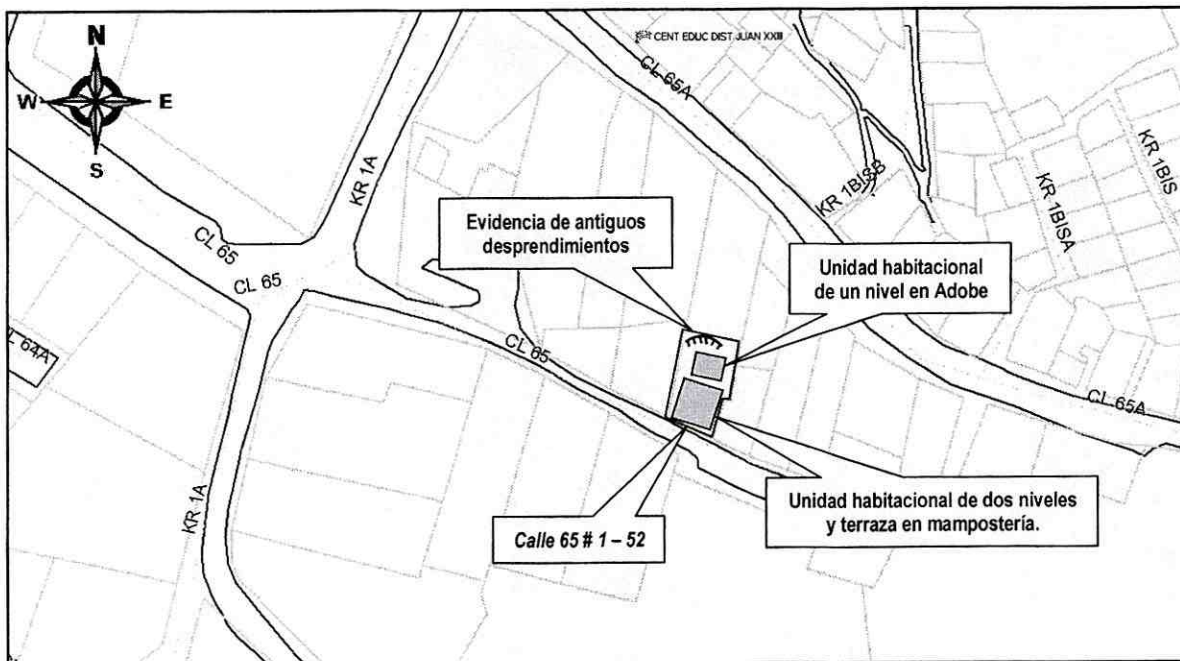 N
W E
S
CENT EDUC DIST JUAN XXIII
CL 65A
KR 1A
KR 1BISB
KR 1BISA
KR 1BIS
Evidencia de antiguos
desprendimientos
Unidad habitacional
de un nivel en Adobe
CL 65
CL 65
CL 65
L 64A
CL 65A
KR 1A
Calle 65 # 1 – 52
Unidad habitacional de dos niveles
y terraza en mampostería.